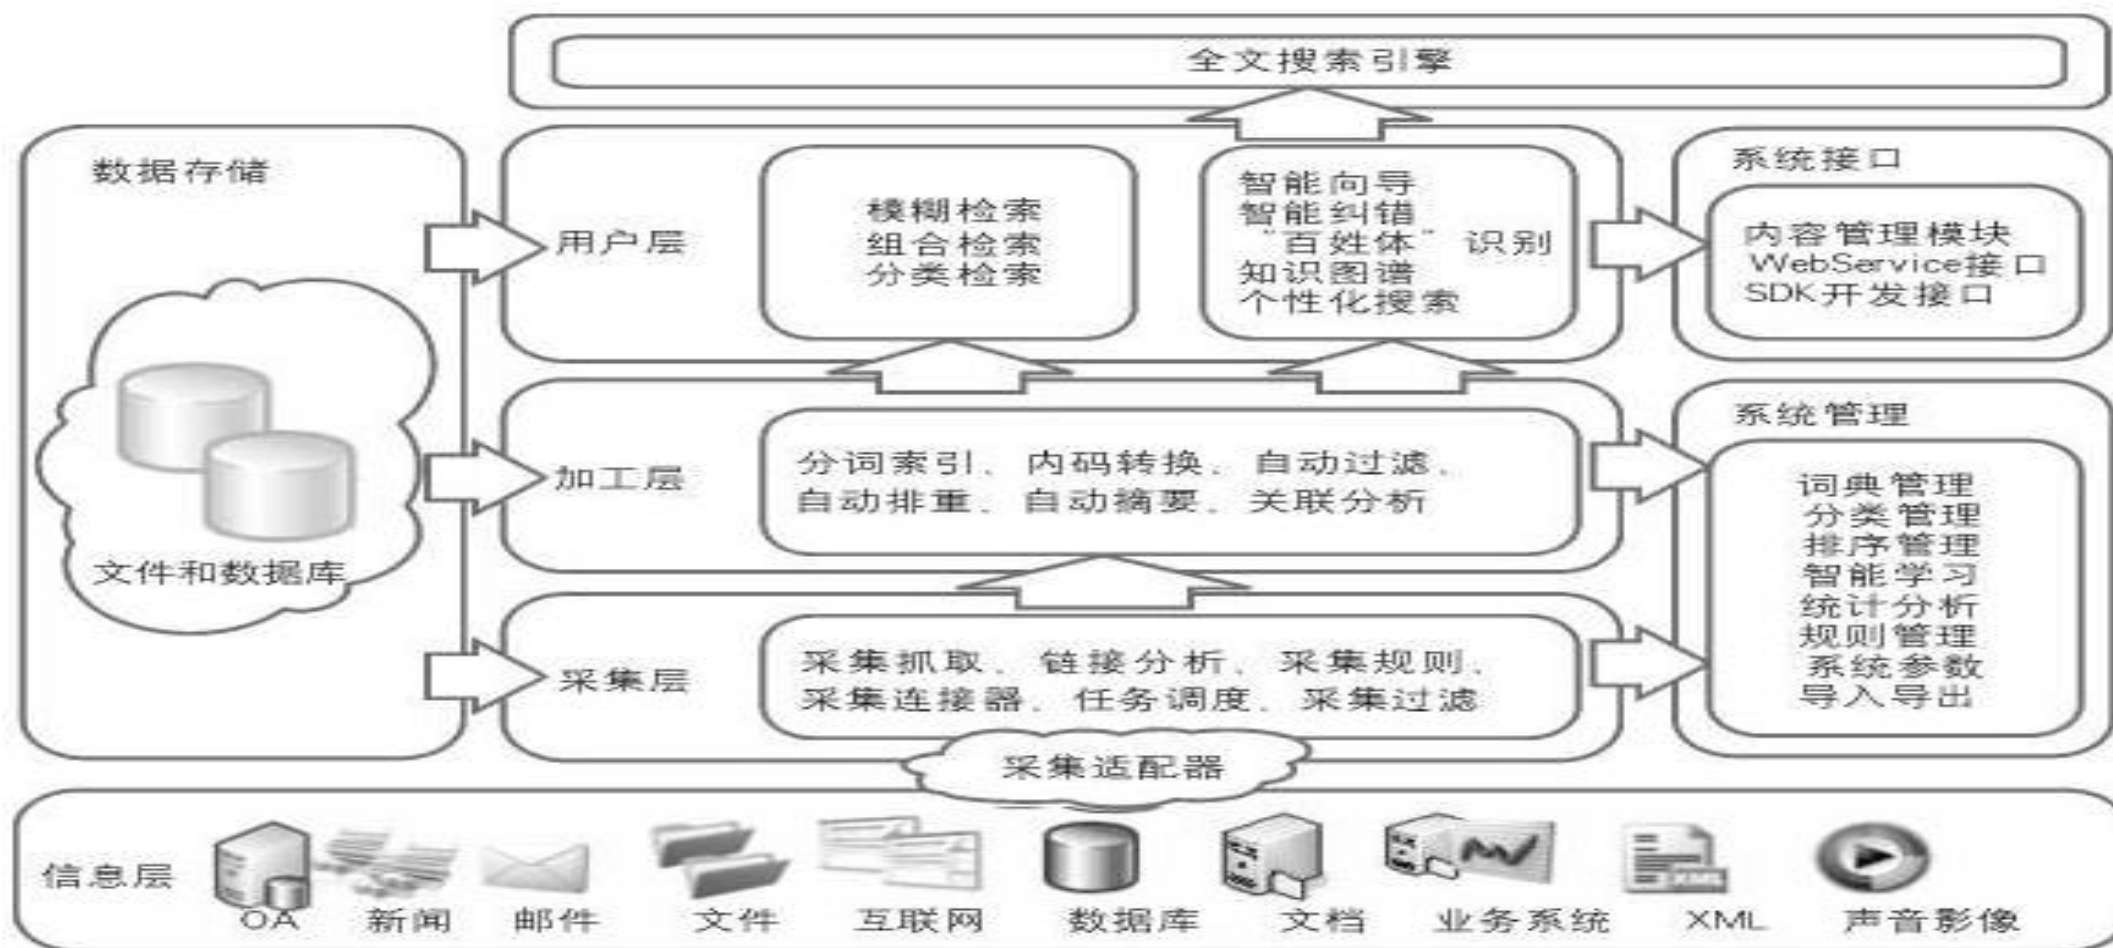 全文搜索引擎
数据存储
文件和数据库
用户层
模糊检索
组合检索
分类检索
智能向导
智能纠错
“百姓体”识别
知识图谱
个性化搜索
系统接口
内容管理模块
WebService接口
SDK开发接口
加工层
分词索引、内码转换、自动过滤、
自动排重、自动摘要、关联分析
系统管理
词典管理
分类管理
排序管理
智能学习
统计分析
规则管理
系统参数
导入导出
采集层
采集抓取、链接分析、采集规则、
采集连接器、任务调度、采集过滤
采集适配器
信息层
OA 新闻 邮件 文件 互联网 数据库 文档 业务系统 XML 声音影像